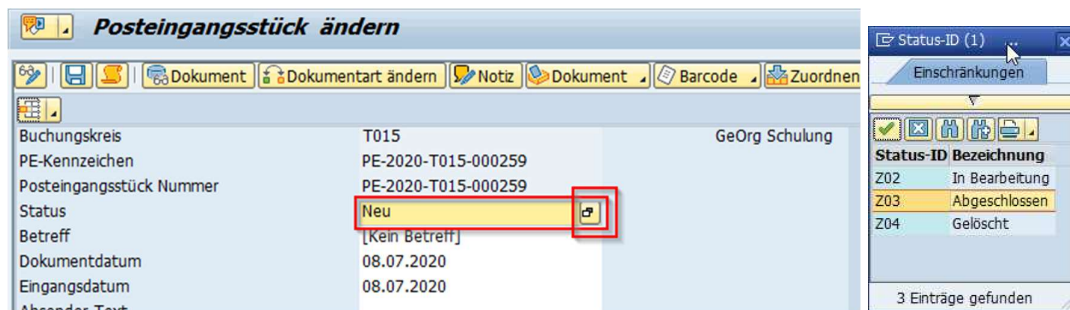 Posteingangsstück ändern
Dokument Dokumentart ändern Notiz Dokument Barcode Zuordnen
Buchungskreis T015 GeOrg Schulung
PE-Kennzeichen PE-2020-T015-000259
Posteingangsstück Nummer PE-2020-T015-000259
Status Neu
Betreff [Kein Betreff]
Dokumentdatum 08.07.2020
Eingangsdatum 08.07.2020
Absender Text
Status-ID (1) ...
Einschränkungen
Status-ID Bezeichnung
Z02 In Bearbeitung
Z03 Abgeschlossen
Z04 Gelöscht
3 Einträge gefunden